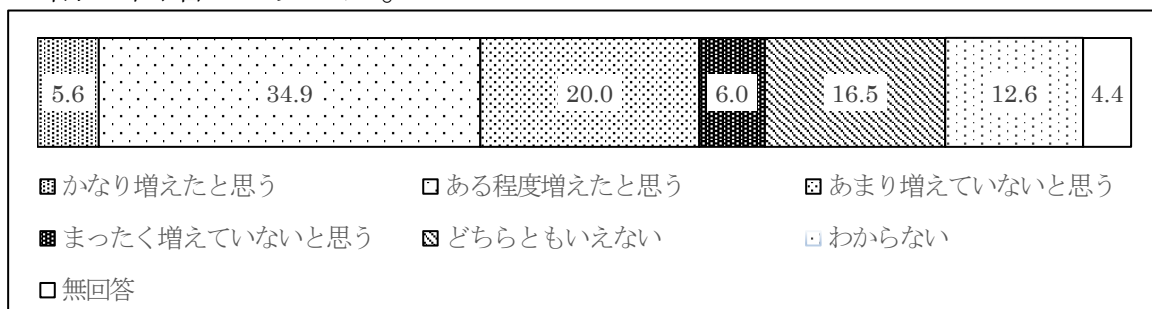 5.6 34.9 20.0 6.0 16.5 12.6 4.4
かなり増えたと思う ある程度増えたと思う あまり増えていないと思う
まったく増えていないと思う どちらともいえない わからない
無回答